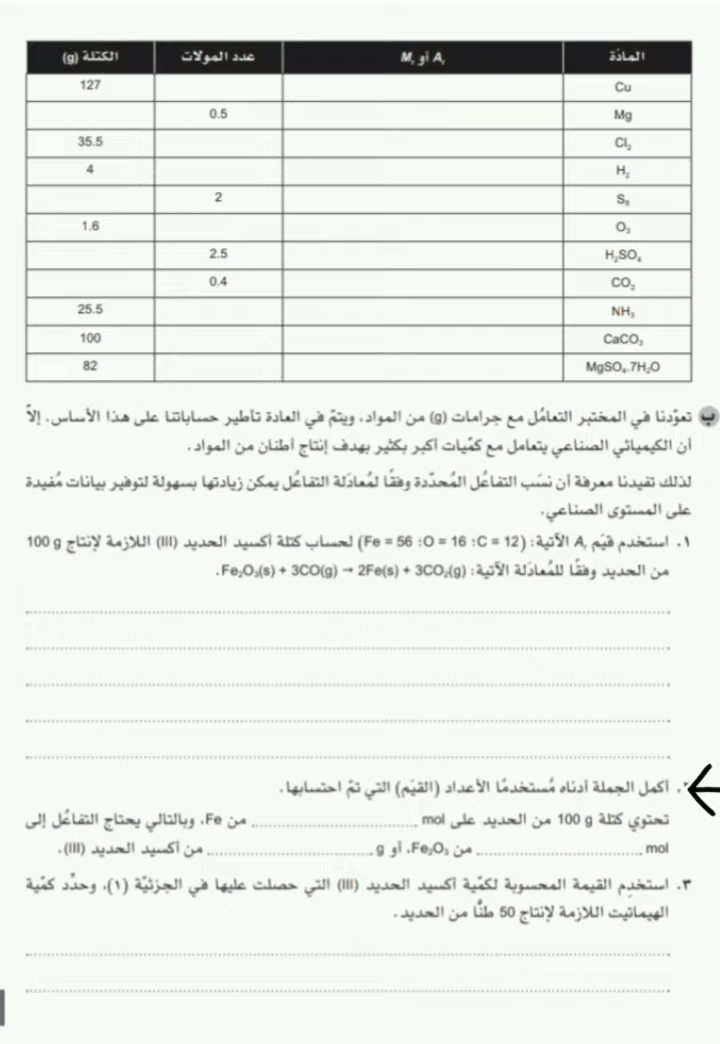 المادّة Aᵣ أو Mᵣ عدد المولات الكتلة (g)
Cu 127
Mg 0.5
Cl₂ 35.5
H₂ 4
S₈ 2
O₃ 1.6
H₂SO₄ 2.5
CO₂ 0.4
NH₃ 25.5
CaCO₃ 100
MgSO₄.7H₂O 82
ب تعوّدنا في المختبر التعامُل مع جرامات (g) من المواد، ويتمّ في العادة تأطير حساباتنا على هذا الأساس. إلّا
أن الكيميائي الصناعي يتعامل مع كمّيات أكبر بكثير بهدف إنتاج أطنان من المواد.
لذلك تفيدنا معرفة أن نسَب التفاعُل المُحدّدة وفقًا لمُعادَلة التفاعُل يمكن زيادتها بسهولة لتوفير بيانات مُفيدة
على المستوى الصناعي.
١. استخدم قيَم Aᵣ الآتية: (Fe = 56 :O = 16 :C = 12) لحساب كتلة أكسيد الحديد (III) اللازمة لإنتاج 100 g
من الحديد وفقًا للمُعادَلة الآتية: Fe₂O₃(s) + 3CO(g) → 2Fe(s) + 3CO₂(g).
٢. أكمل الجملة أدناه مُستخدمًا الأعداد (القيَم) التي تمّ احتسابها.
تحتوي كتلة 100 g من الحديد على mol ........ من Fe، وبالتالي يحتاج التفاعُل إلى
mol ........ من Fe₂O₃، أو g ........ من أكسيد الحديد (III).
٣. استخدِم القيمة المحسوبة لكمّية أكسيد الحديد (III) التي حصلت عليها في الجزئيّة (١)، وحدِّد كمّية
الهيماتيت اللازمة لإنتاج 50 طنًّا من الحديد.